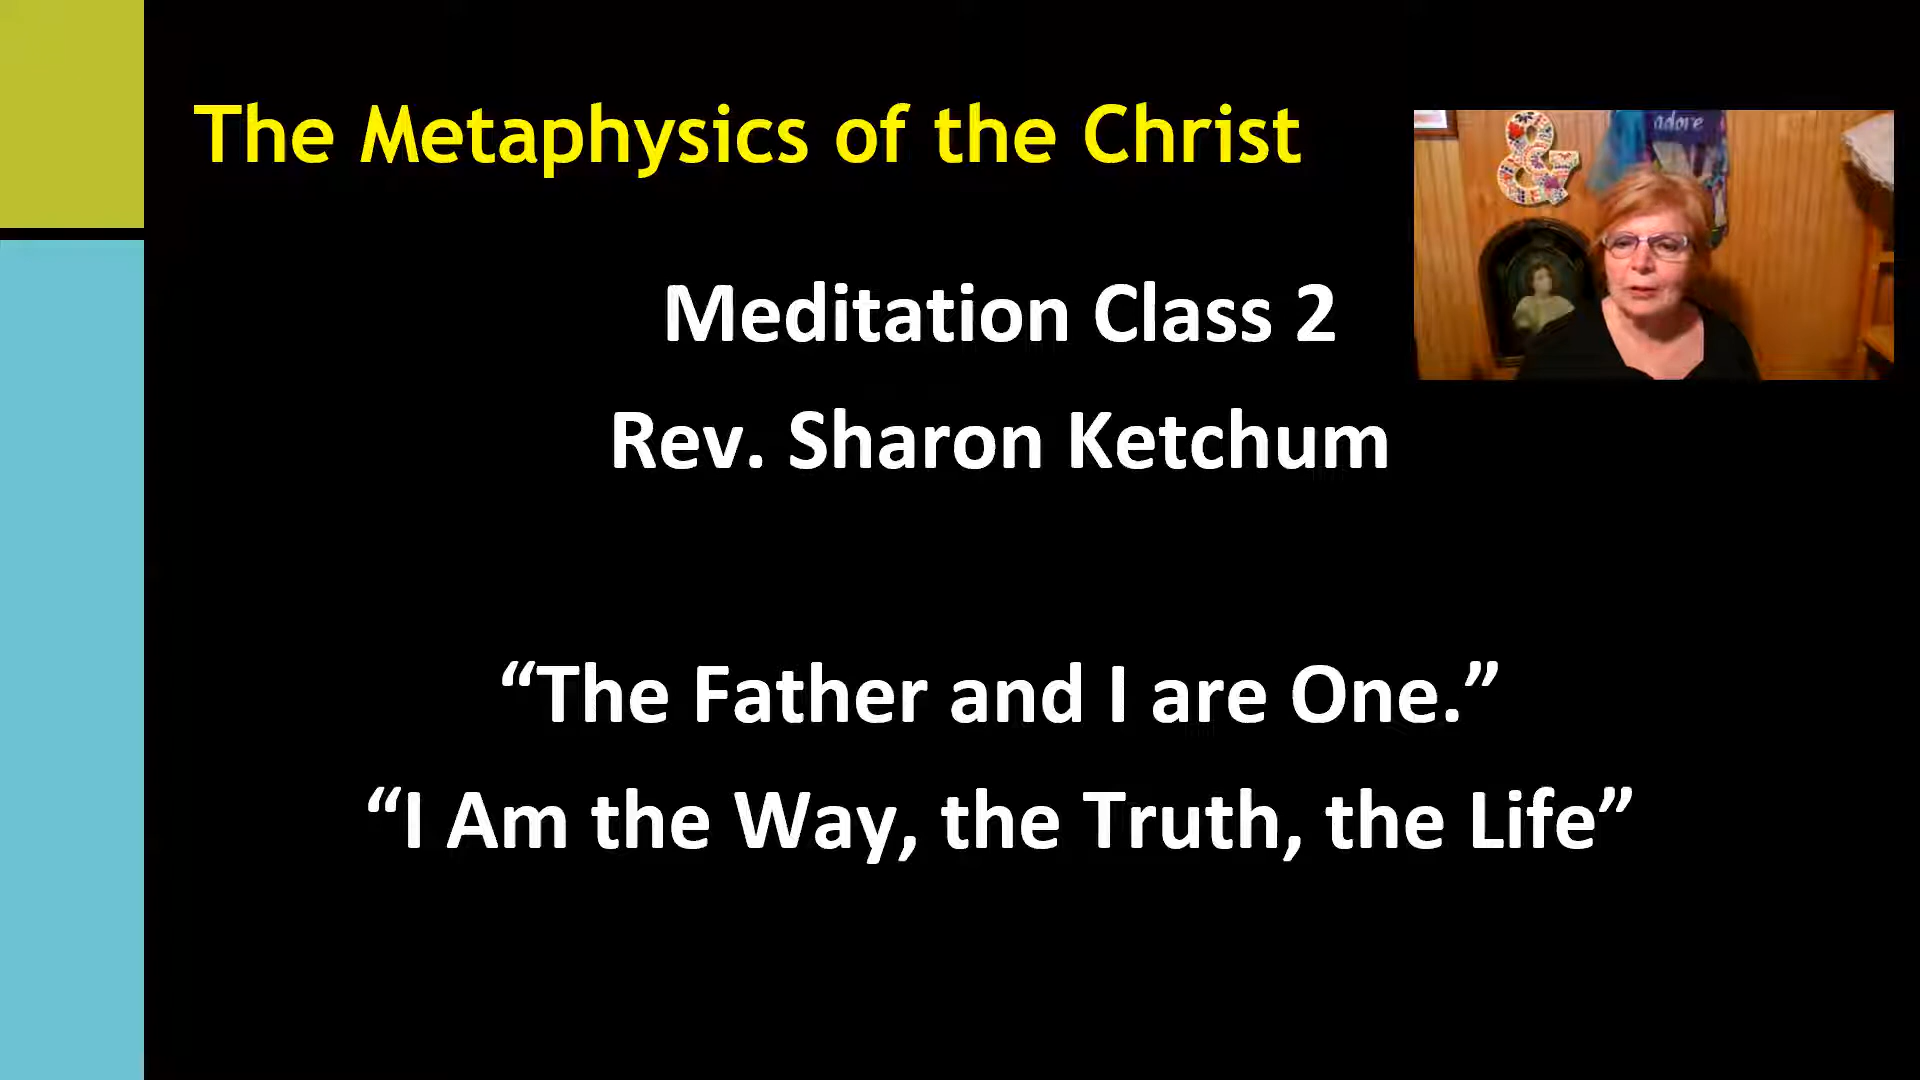 The Metaphysics of the Christ
adore
Meditation Class 2
Rev. Sharon Ketchum
“The Father and I are One.”
“I Am the Way, the Truth, the Life”